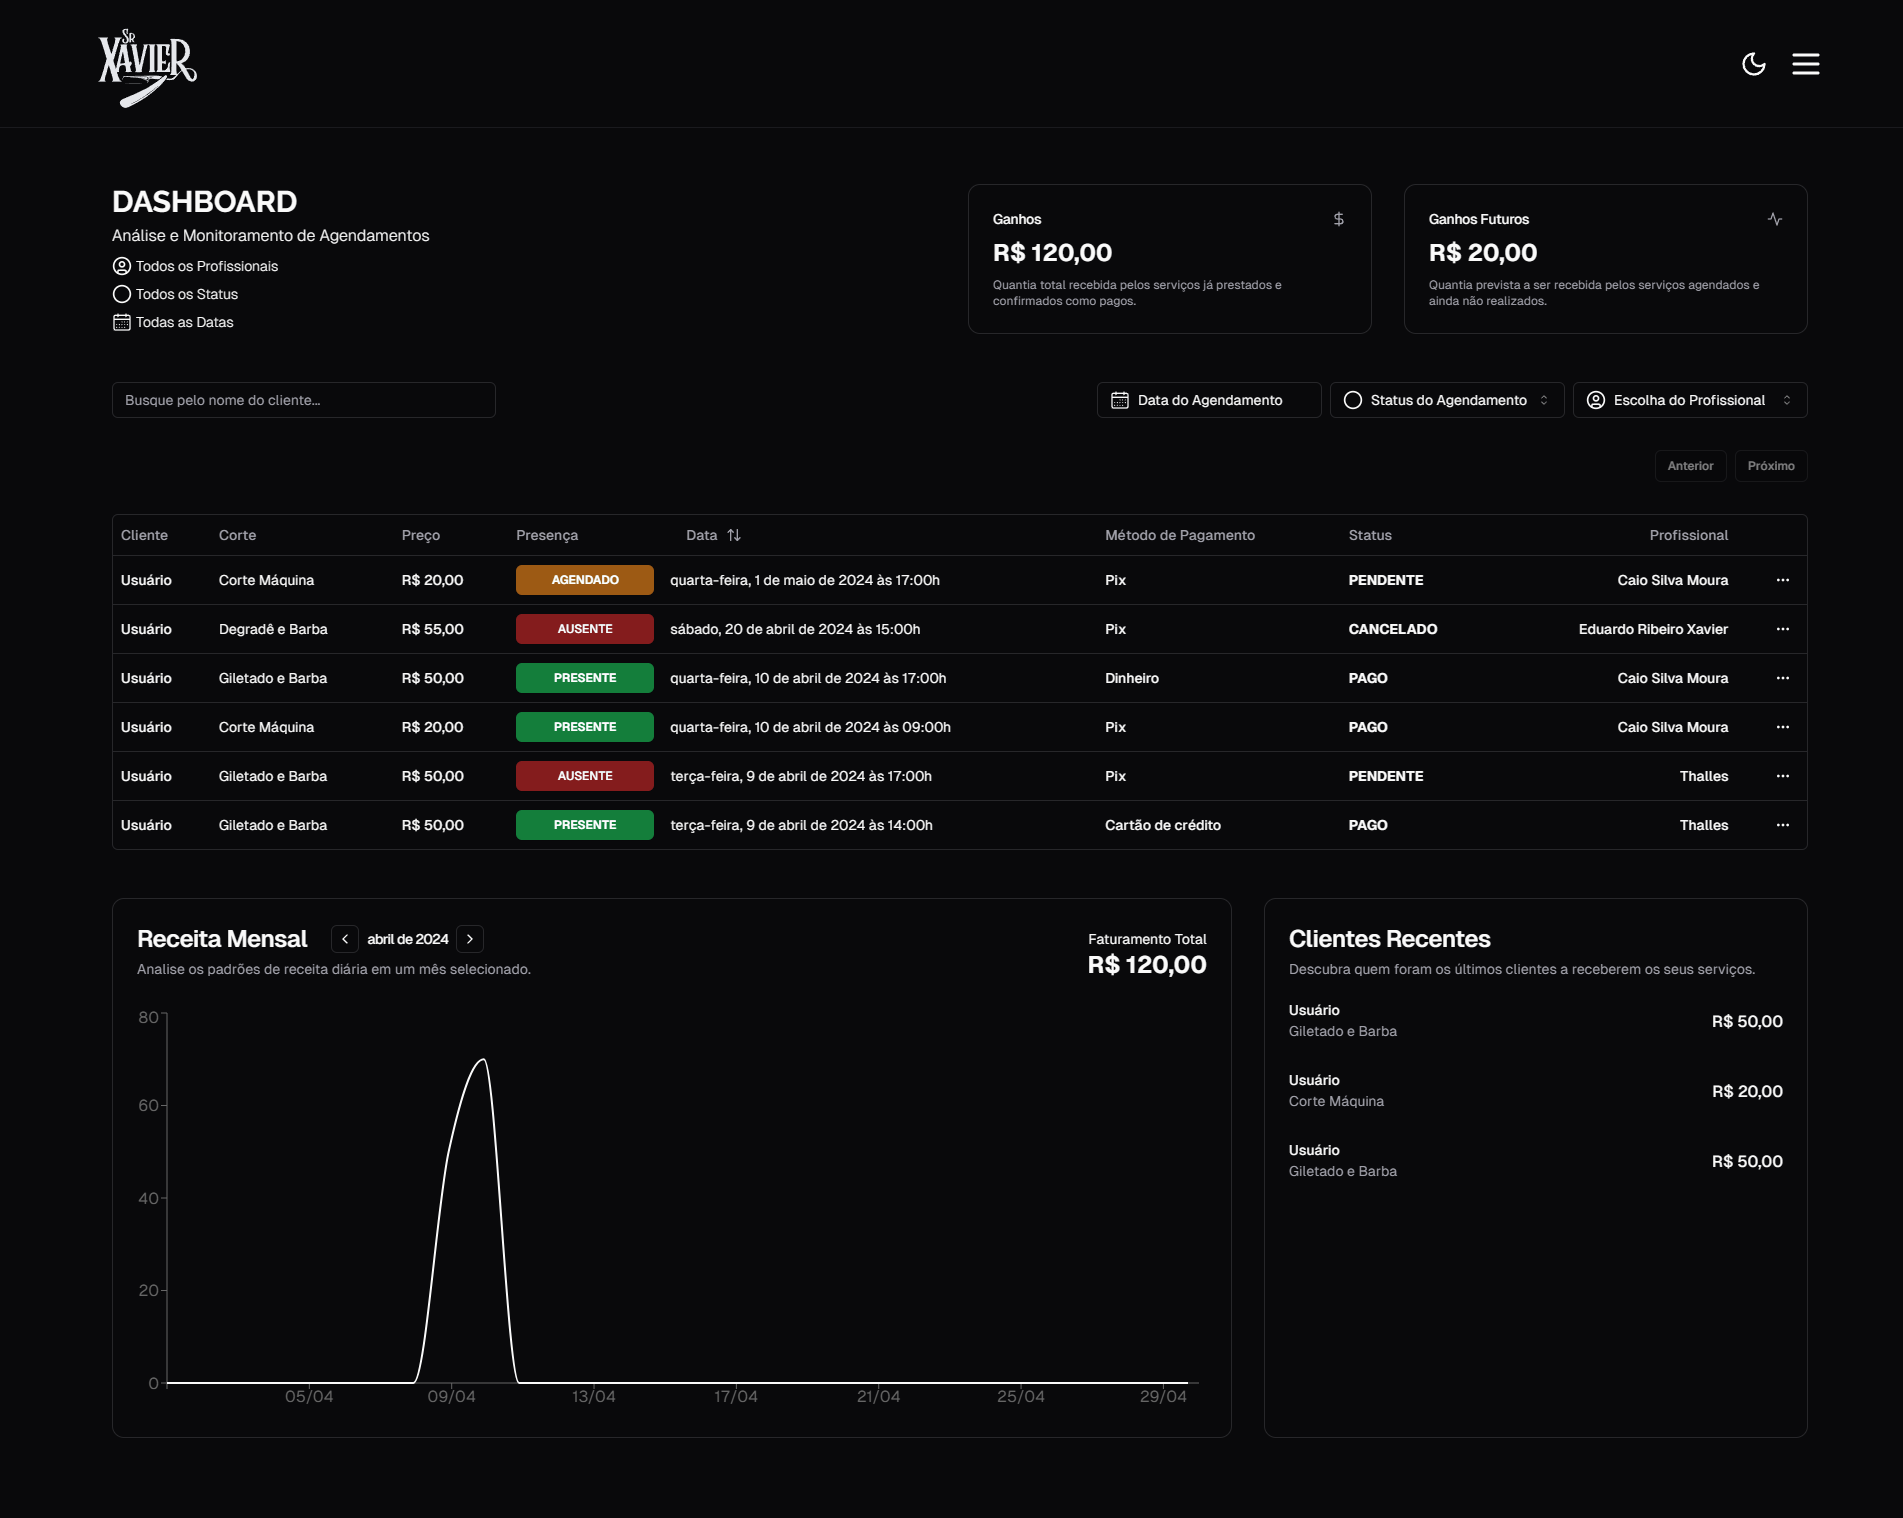 SR
XAVIER
DASHBOARD
Análise e Monitoramento de Agendamentos
Todos os Profissionais
Todos os Status
Todas as Datas
Ganhos
R$ 120,00
Quantia total recebida pelos serviços já prestados e
confirmados como pagos.
Ganhos Futuros
R$ 20,00
Quantia prevista a ser recebida pelos serviços agendados e
ainda não realizados.
Busque pelo nome do cliente...
Data do Agendamento
Status do Agendamento
Escolha do Profissional
Anterior
Próximo
Cliente Corte Preço Presença Data Método de Pagamento Status Profissional
Usuário Corte Máquina R$ 20,00 AGENDADO quarta-feira, 1 de maio de 2024 às 17:00h Pix PENDENTE Caio Silva Moura ...
Usuário Degradê e Barba R$ 55,00 AUSENTE sábado, 20 de abril de 2024 às 15:00h Pix CANCELADO Eduardo Ribeiro Xavier ...
Usuário Giletado e Barba R$ 50,00 PRESENTE quarta-feira, 10 de abril de 2024 às 17:00h Dinheiro PAGO Caio Silva Moura ...
Usuário Corte Máquina R$ 20,00 PRESENTE quarta-feira, 10 de abril de 2024 às 09:00h Pix PAGO Caio Silva Moura ...
Usuário Giletado e Barba R$ 50,00 AUSENTE terça-feira, 9 de abril de 2024 às 17:00h Pix PENDENTE Thalles ...
Usuário Giletado e Barba R$ 50,00 PRESENTE terça-feira, 9 de abril de 2024 às 14:00h Cartão de crédito PAGO Thalles ...
Receita Mensal
abril de 2024
Analise os padrões de receita diária em um mês selecionado.
Faturamento Total
R$ 120,00
80
60
40
20
0
05/04 09/04 13/04 17/04 21/04 25/04 29/04
Clientes Recentes
Descubra quem foram os últimos clientes a receberem os seus serviços.
Usuário
Giletado e Barba
R$ 50,00
Usuário
Corte Máquina
R$ 20,00
Usuário
Giletado e Barba
R$ 50,00